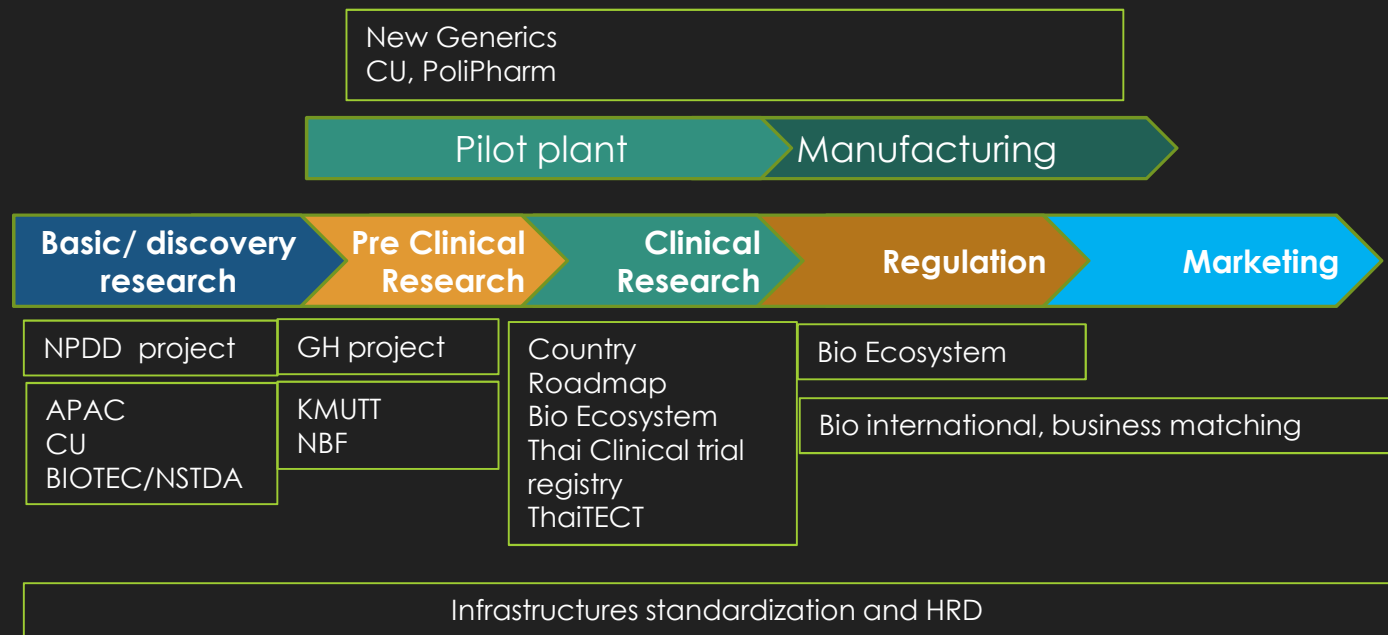 New Generics
CU, PoliPharm
Pilot plant
Manufacturing
Basic/ discovery
research
Pre Clinical
Research
Clinical
Research
Regulation
Marketing
NPDD project
APAC
CU
BIOTEC/NSTDA
GH project
KMUTT
NBF
Country
Roadmap
Bio Ecosystem
Thai Clinical trial
registry
ThaiTECT
Bio Ecosystem
Bio international, business matching
Infrastructures standardization and HRD